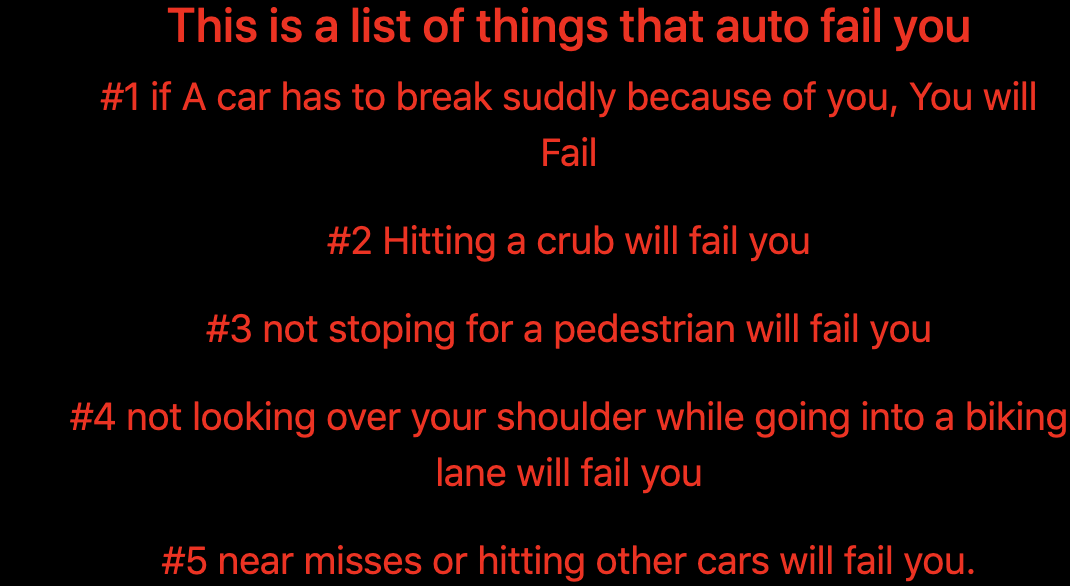 This is a list of things that auto fail you
#1 if A car has to break suddly because of you, You will
Fail
#2 Hitting a crub will fail you
#3 not stoping for a pedestrian will fail you
#4 not looking over your shoulder while going into a biking
lane will fail you
#5 near misses or hitting other cars will fail you.